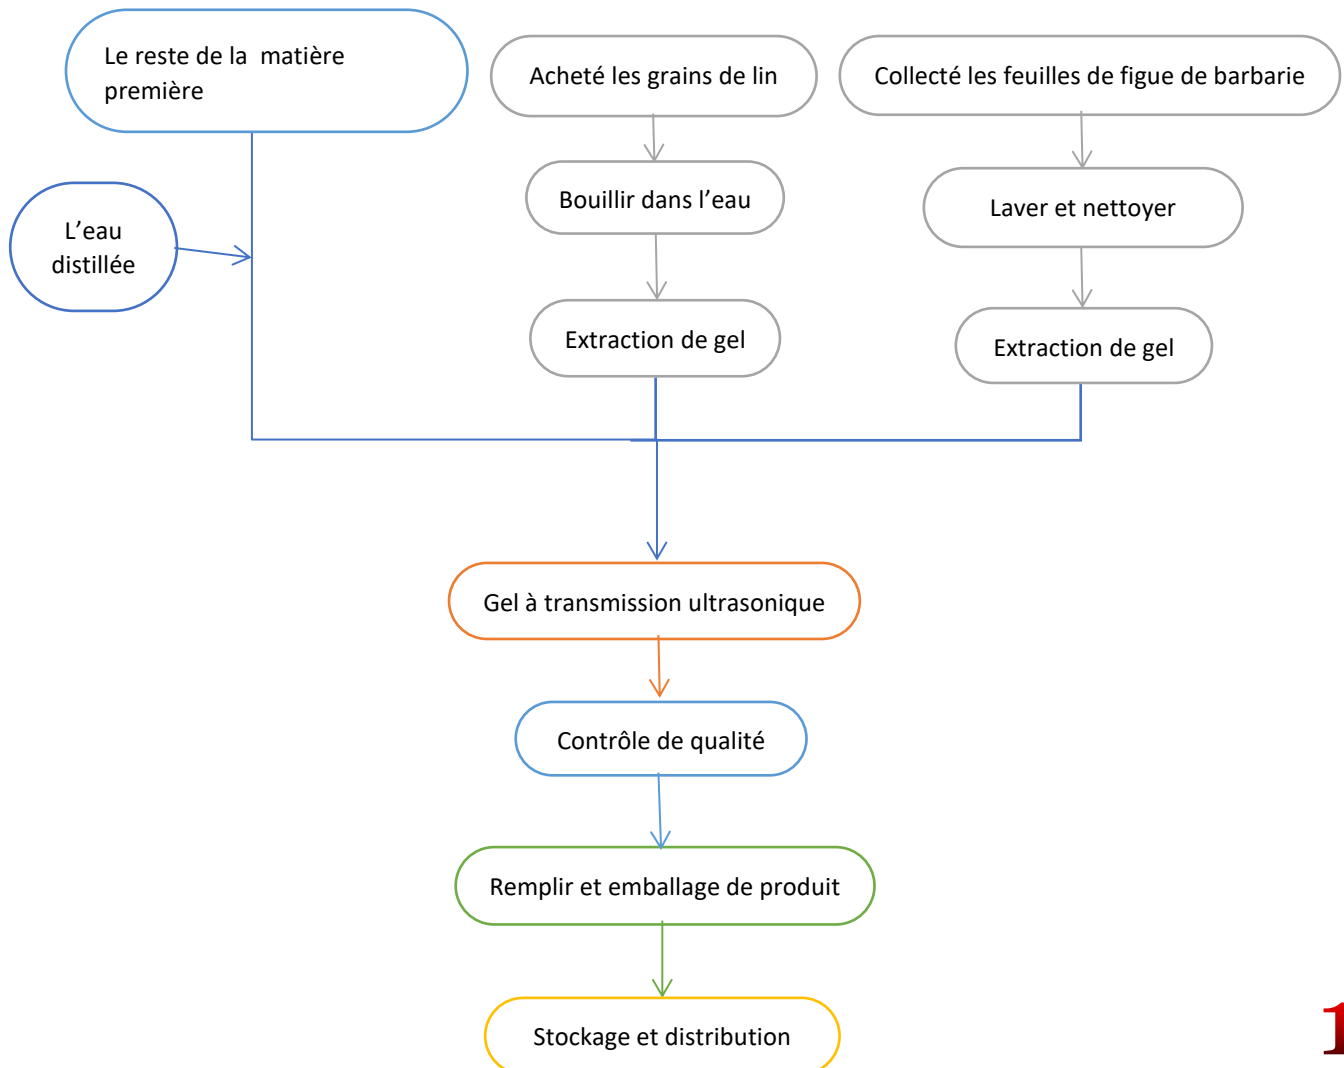 Le reste de la  matière
première
Acheté les grains de lin
Collecté les feuilles de figue de barbarie
L’eau
distillée
Bouillir dans l’eau
Laver et nettoyer
Extraction de gel
Extraction de gel
Gel à transmission ultrasonique
Contrôle de qualité
Remplir et emballage de produit
Stockage et distribution
1